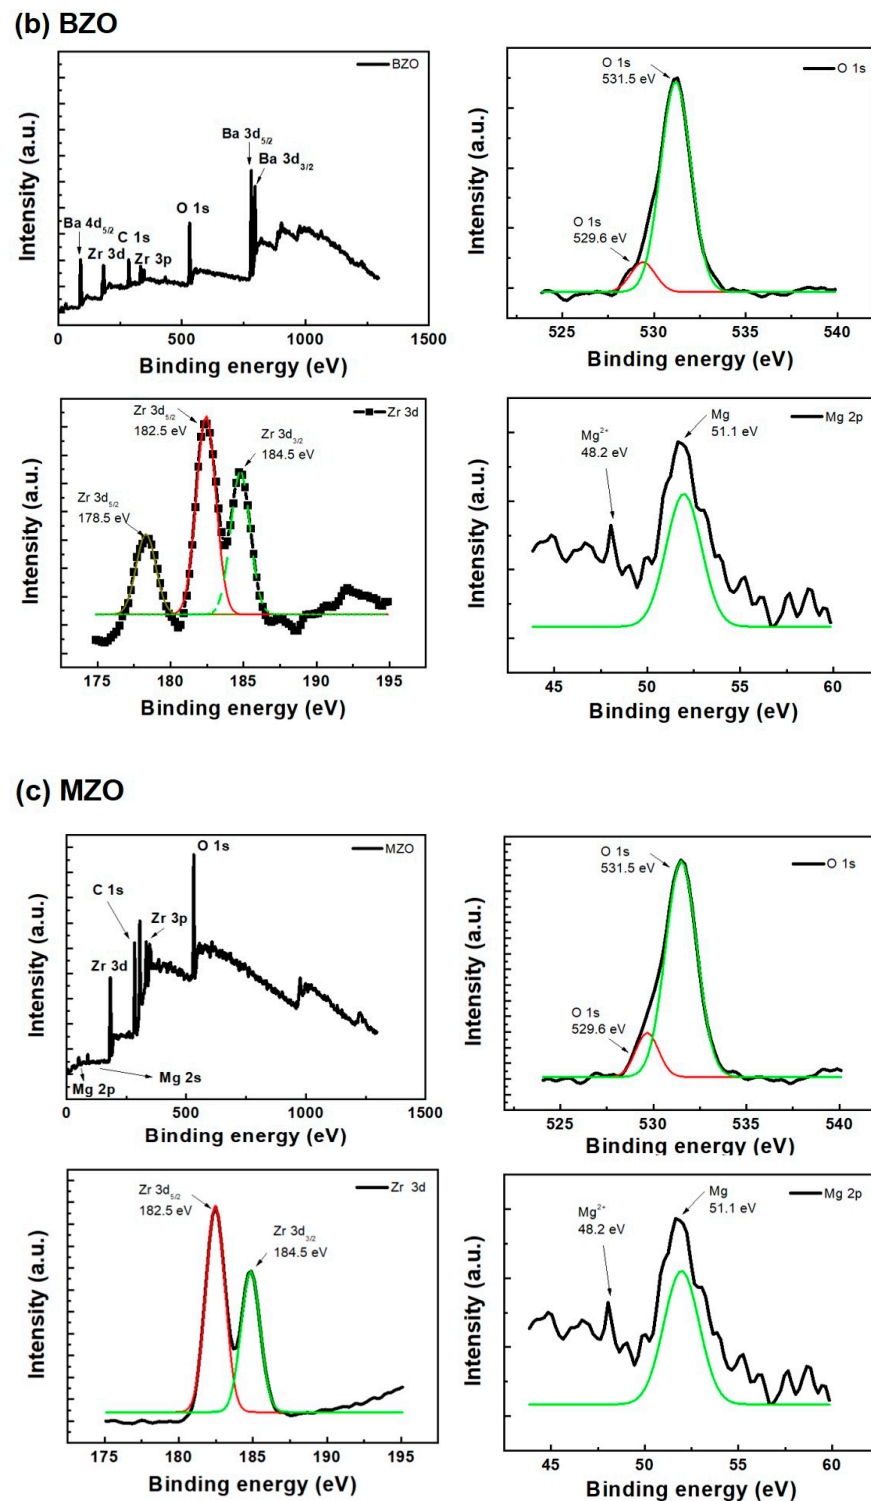 (b) BZO
BZO
Ba 3d5/2
Ba 3d3/2
O 1s
Ba 4d5/2
C 1s
Zr 3d
Zr 3p
Intensity (a.u.)
0 500 1000 1500
Binding energy (eV)
O 1s
531.5 eV
O 1s
O 1s
529.6 eV
Intensity (a.u.)
525 530 535 540
Binding energy (eV)
Zr 3d5/2
182.5 eV
Zr 3d
Zr 3d3/2
184.5 eV
Zr 3d5/2
178.5 eV
Intensity (a.u.)
175 180 185 190 195
Binding energy (eV)
Mg
51.1 eV
Mg 2p
Mg2+
48.2 eV
Intensity (a.u.)
45 50 55 60
Binding energy (eV)
(c) MZO
MZO
O 1s
C 1s
Zr 3p
Zr 3d
Mg 2s
Mg 2p
Intensity (a.u.)
0 500 1000 1500
Binding energy (eV)
O 1s
531.5 eV
O 1s
O 1s
529.6 eV
Intensity (a.u.)
525 530 535 540
Binding energy (eV)
Zr 3d5/2
182.5 eV
Zr 3d
Zr 3d3/2
184.5 eV
Intensity (a.u.)
175 180 185 190 195
Binding energy (eV)
Mg
51.1 eV
Mg 2p
Mg2+
48.2 eV
Intensity (a.u.)
45 50 55 60
Binding energy (eV)